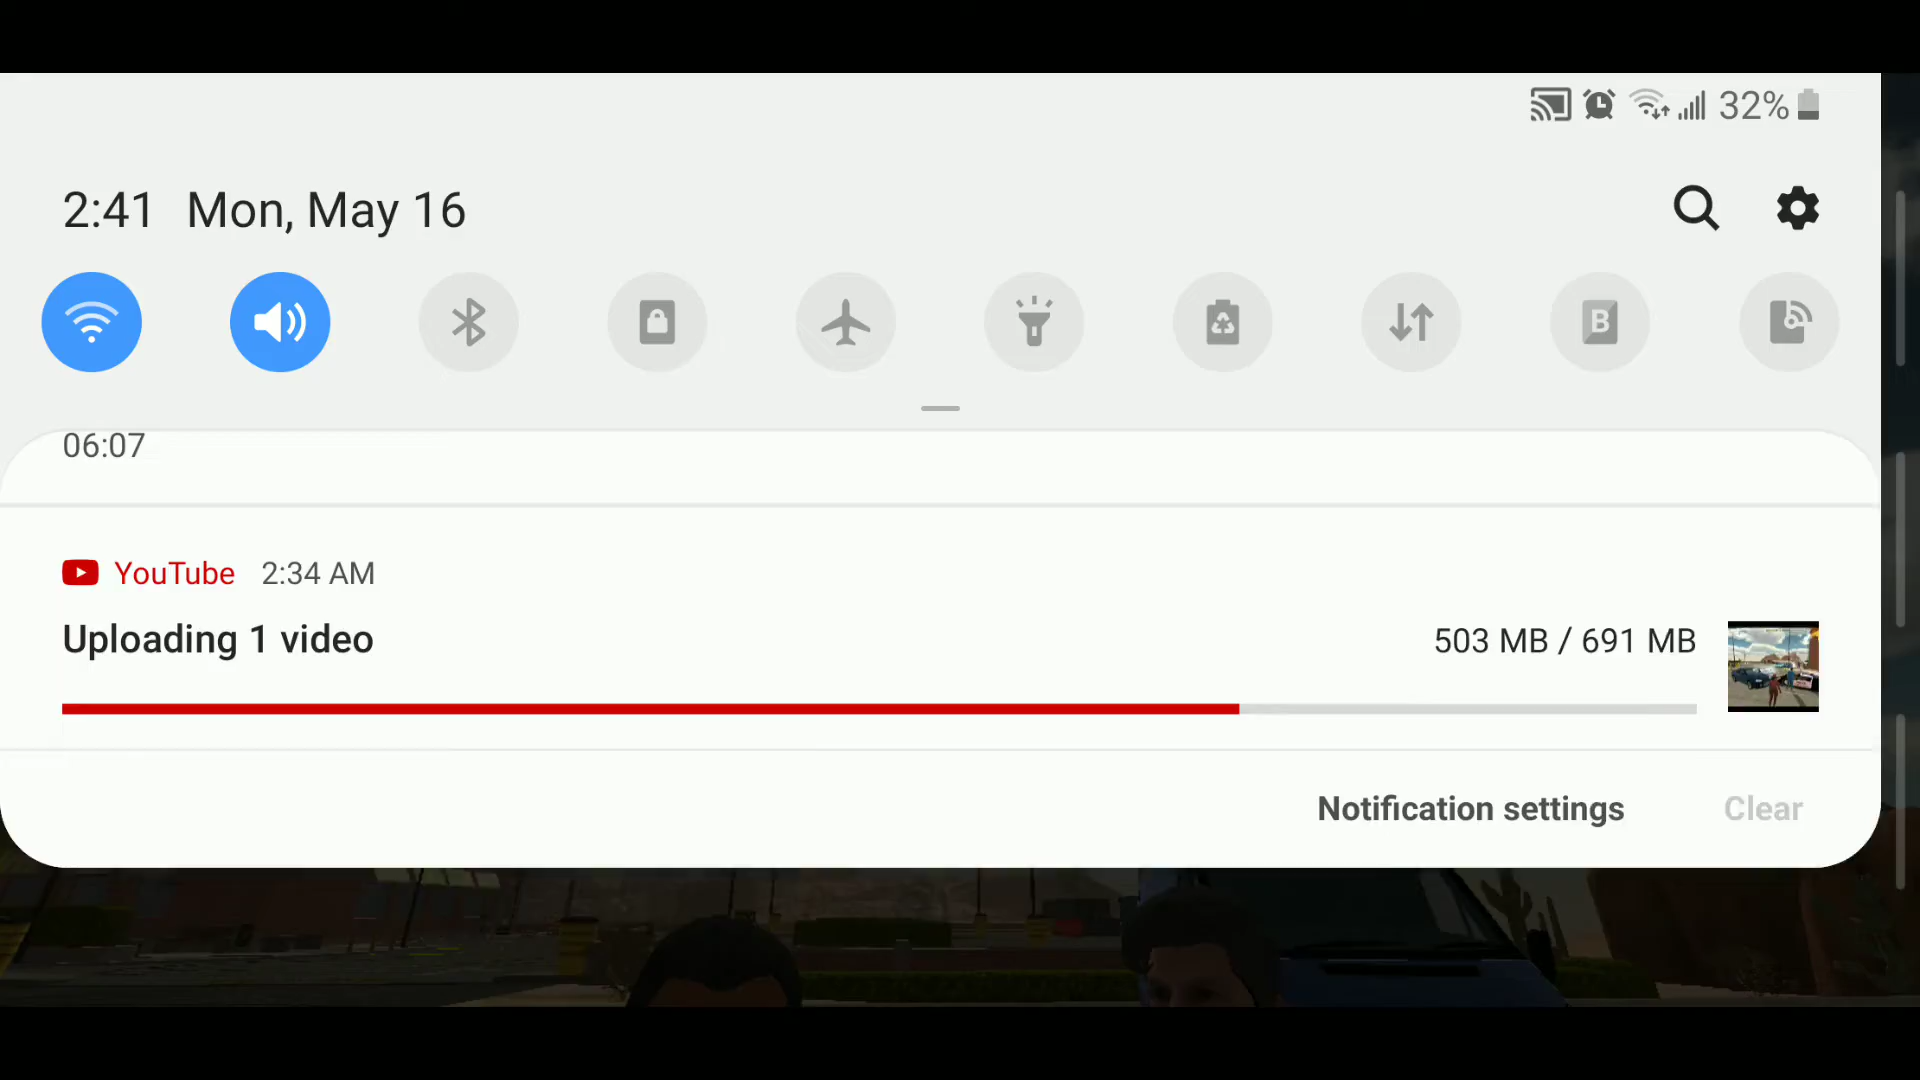 32%
2:41 Mon, May 16
B
06:07
YouTube 2:34 AM
Uploading 1 video 503 MB / 691 MB
Notification settings Clear